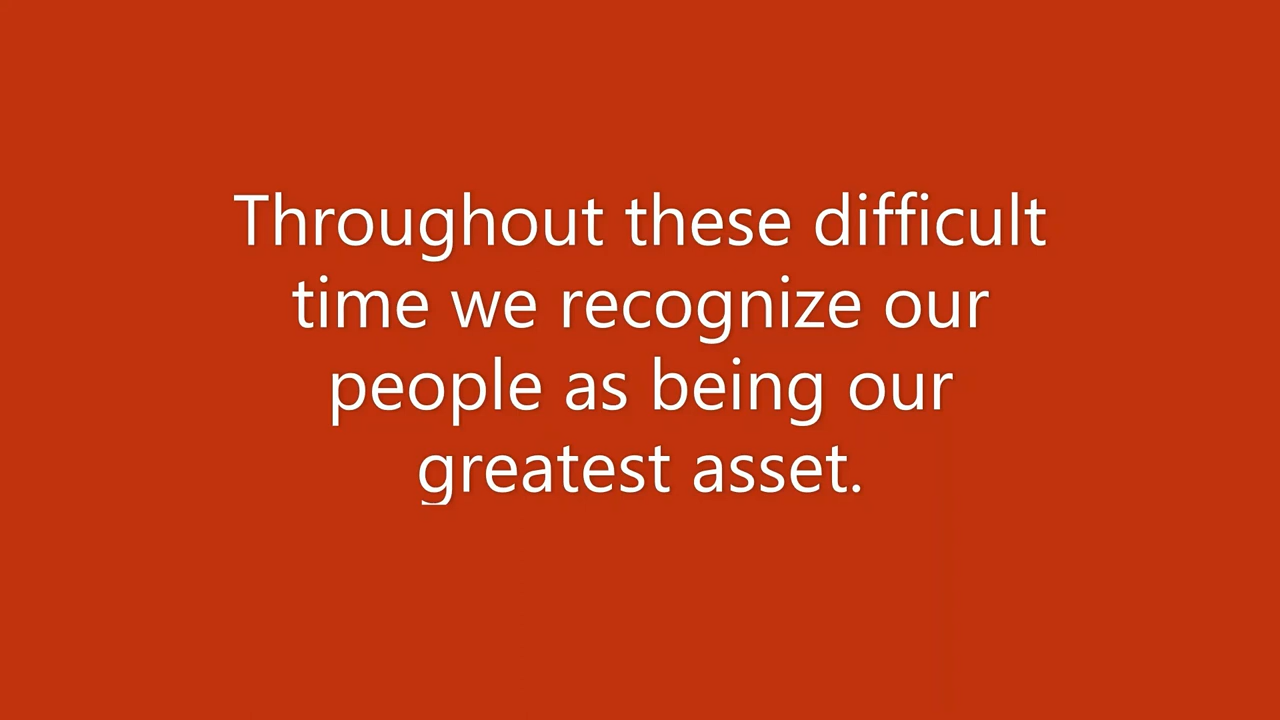 Throughout these difficult
time we recognize our
people as being our
greatest asset.